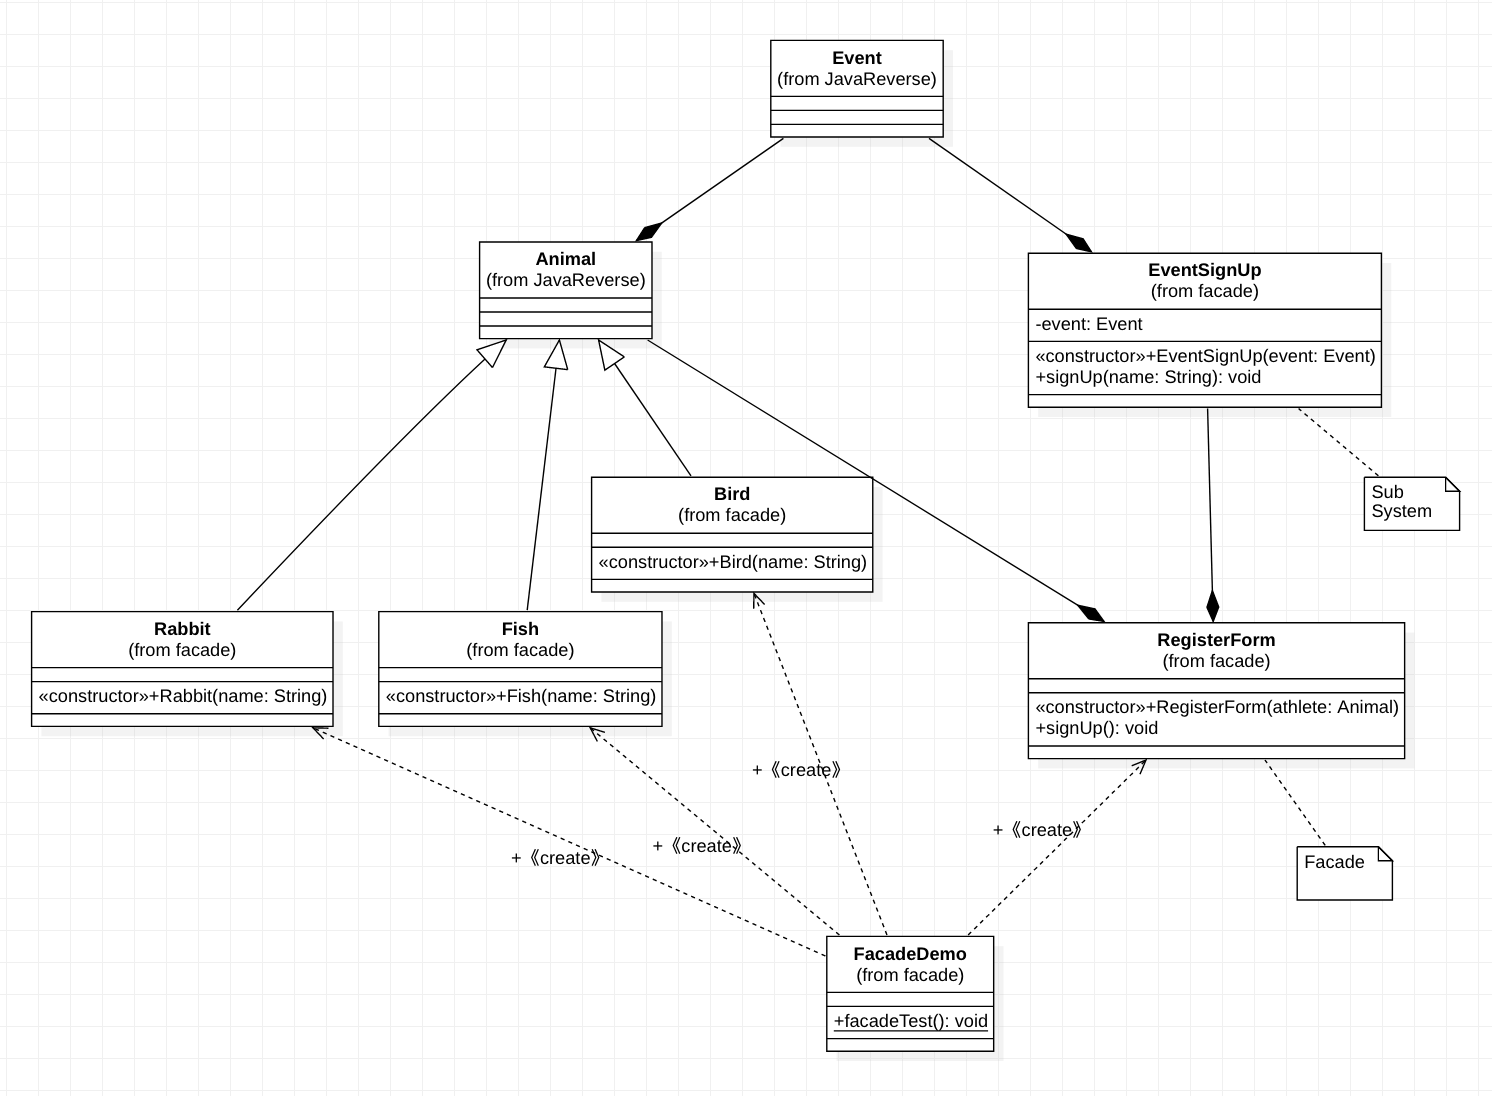 Event
(from JavaReverse)
Animal
(from JavaReverse)
EventSignUp
(from facade)
-event: Event
«constructor»+EventSignUp(event: Event)
+signUp(name: String): void
Sub
System
Bird
(from facade)
«constructor»+Bird(name: String)
Rabbit
(from facade)
«constructor»+Rabbit(name: String)
Fish
(from facade)
«constructor»+Fish(name: String)
RegisterForm
(from facade)
«constructor»+RegisterForm(athlete: Animal)
+signUp(): void
+《create》
+《create》
+《create》
+《create》
Facade
FacadeDemo
(from facade)
+facadeTest(): void